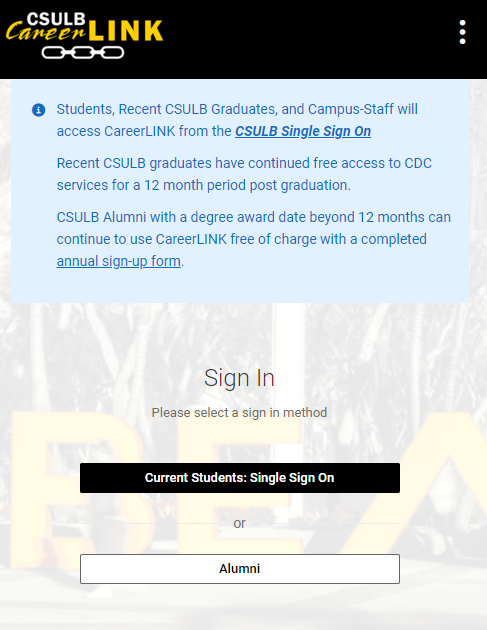 CSULB
CareerLINK
Students, Recent CSULB Graduates, and Campus-Staff will
access CareerLINK from the CSULB Single Sign On
Recent CSULB graduates have continued free access to CDC
services for a 12 month period post graduation.
CSULB Alumni with a degree award date beyond 12 months can
continue to use CareerLINK free of charge with a completed
annual sign-up form.
Sign In
Please select a sign in method
Current Students: Single Sign On
or
Alumni
BEA